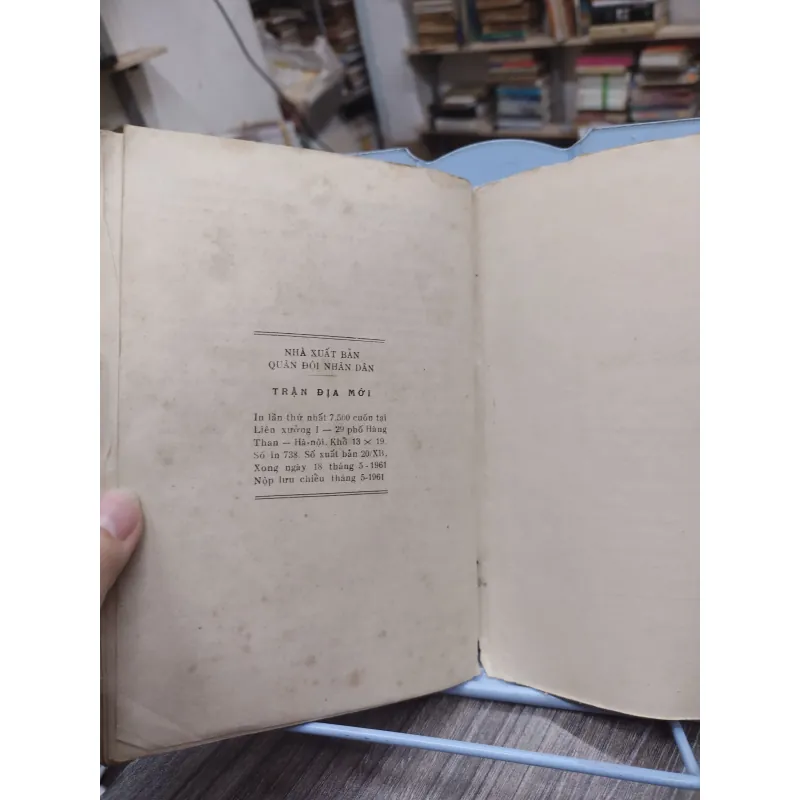 NHÀ XUẤT BẢN
QUÂN ĐỘI NHÂN DÂN
TRẬN ĐỊA MỚI
In lần thứ nhất 7.500 cuốn tại
Liên xưởng I — 29 phố Hàng
Than — Hà-nội. Khổ 13 × 19.
Số in 738. Số xuất bản 20/XB.
Xong ngày 18 tháng 5-1961
Nộp lưu chiểu tháng 5-1961